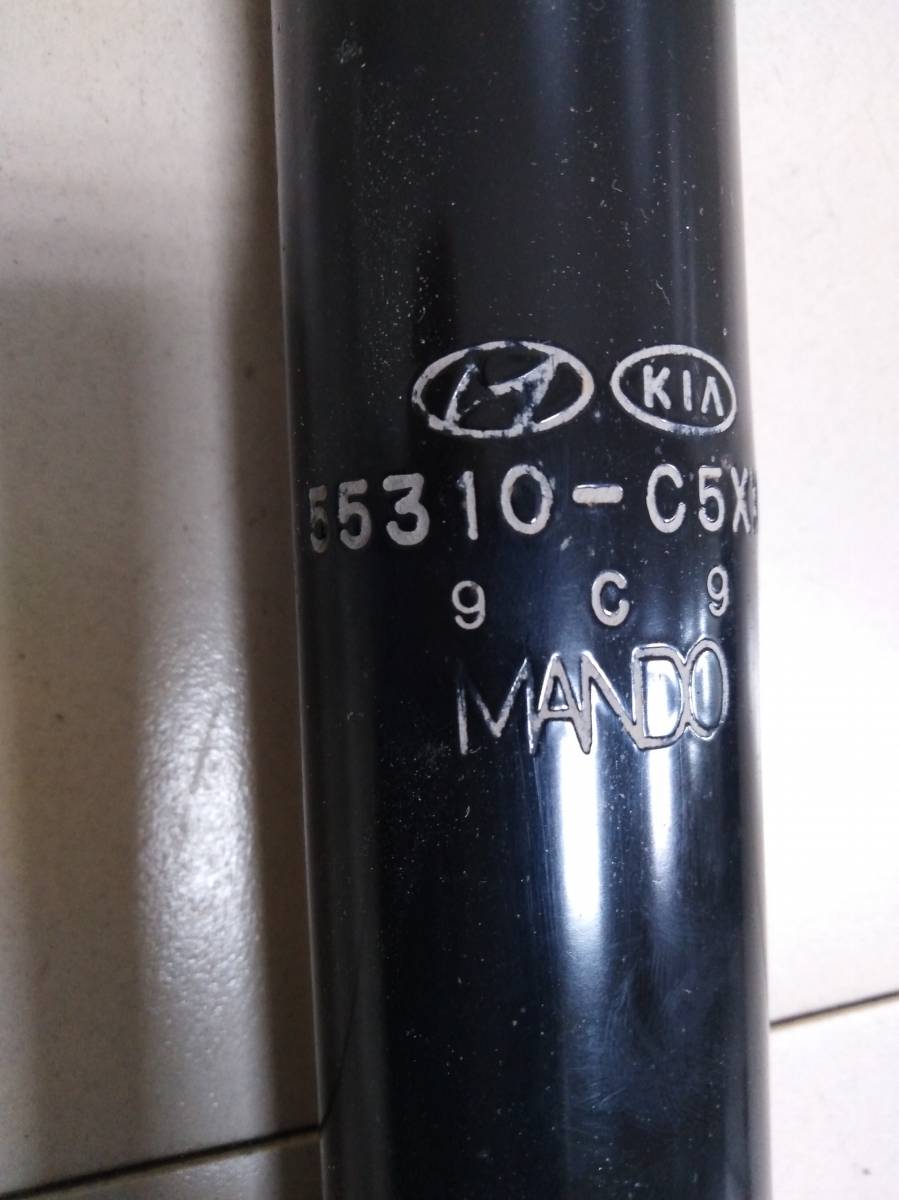 KIA
55310-C5X
9 C 9
MANDO